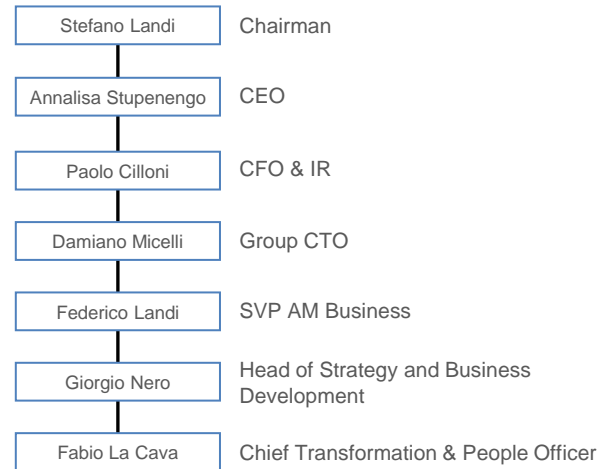 Stefano Landi Chairman
Annalisa Stupenengo CEO
Paolo Cilloni CFO & IR
Damiano Micelli Group CTO
Federico Landi SVP AM Business
Giorgio Nero Head of Strategy and Business
Development
Fabio La Cava Chief Transformation & People Officer